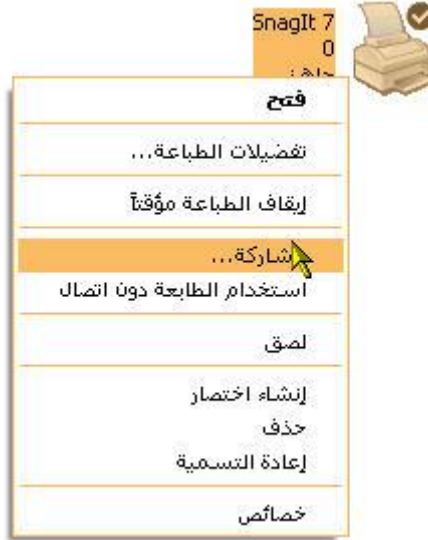 SnagIt 7
0
فتح
تفضيلات الطباعة...
إيقاف الطباعة مؤقتاً
مشاركة...
استخدام الطابعة دون اتصال
لصق
إنشاء اختصار
حذف
إعادة التسمية
خصائص